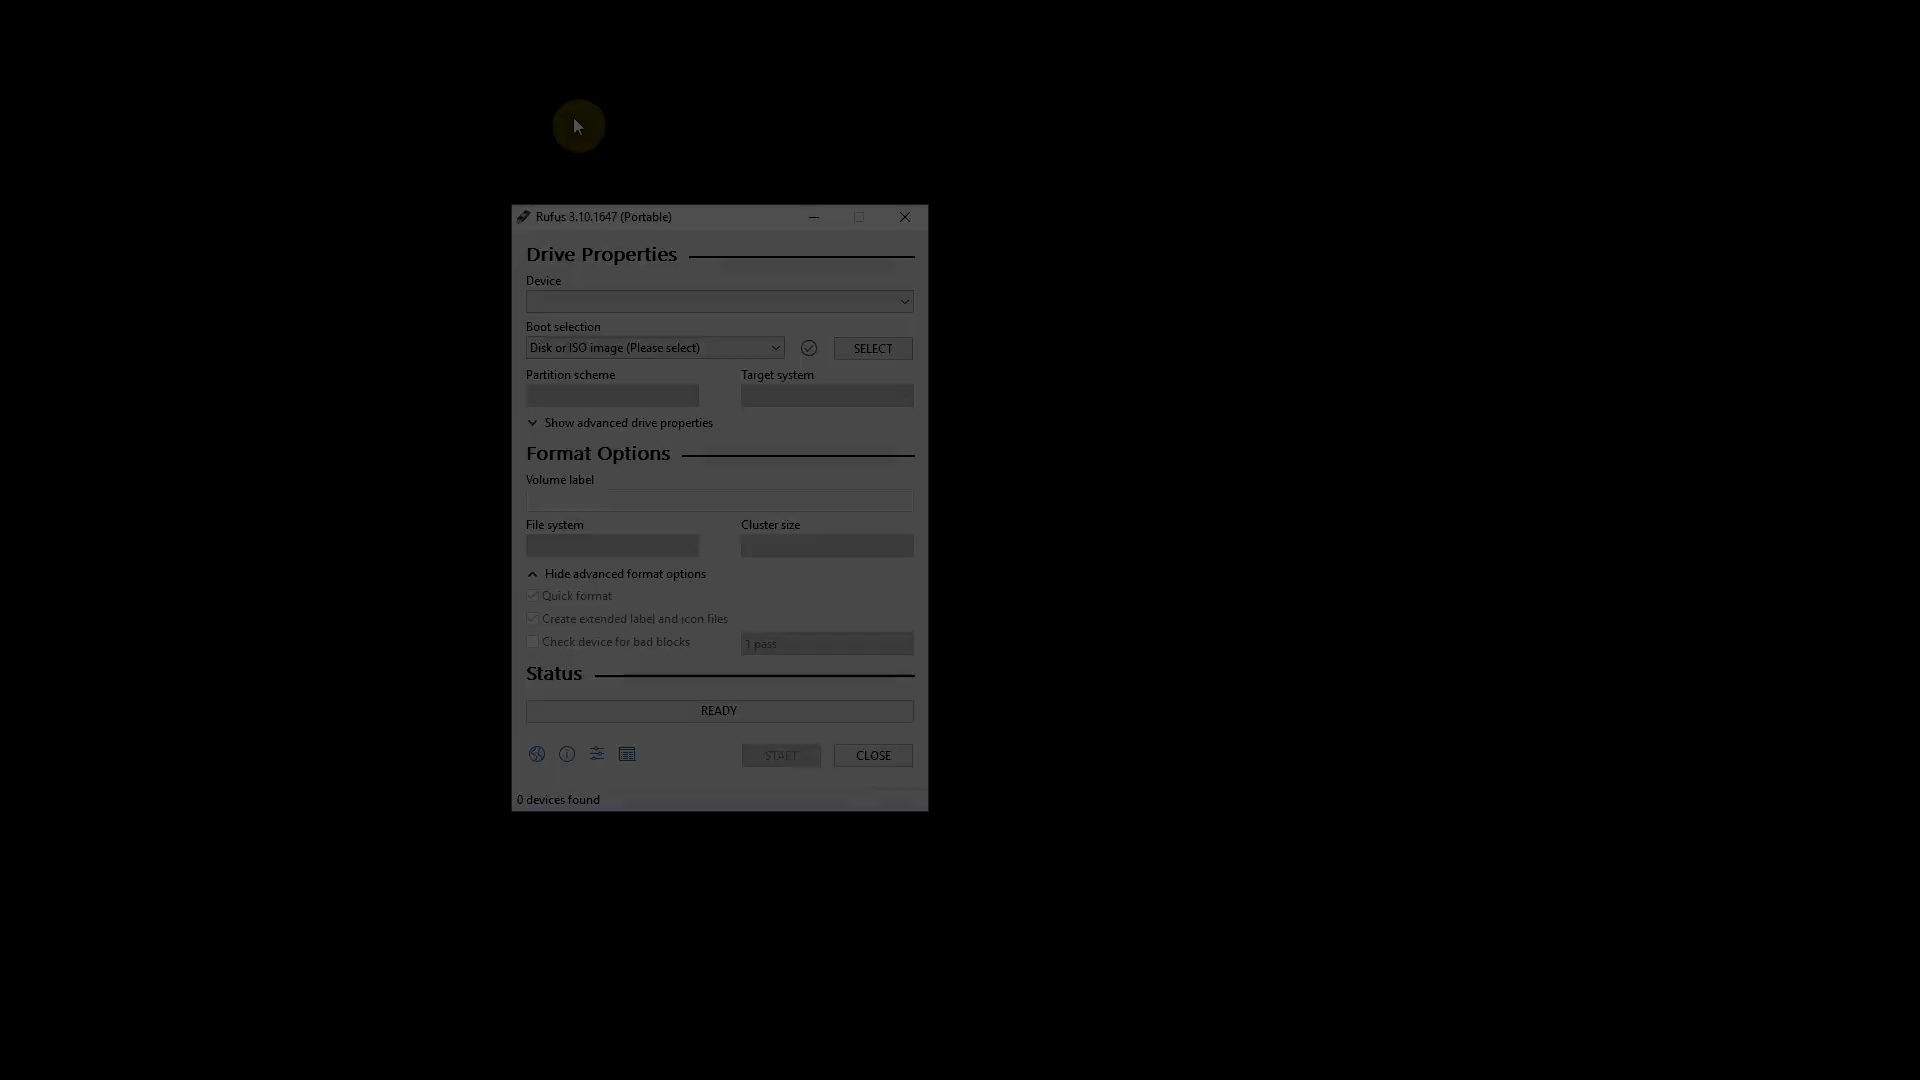 Rufus 3.10.1647 (Portable)
Drive Properties
Device
Boot selection
Disk or ISO image (Please select)
SELECT
Partition scheme
Target system
Show advanced drive properties
Format Options
Volume label
File system
Cluster size
Hide advanced format options
Quick format
Create extended label and icon files
Check device for bad blocks
1 pass
Status
READY
START
CLOSE
0 devices found